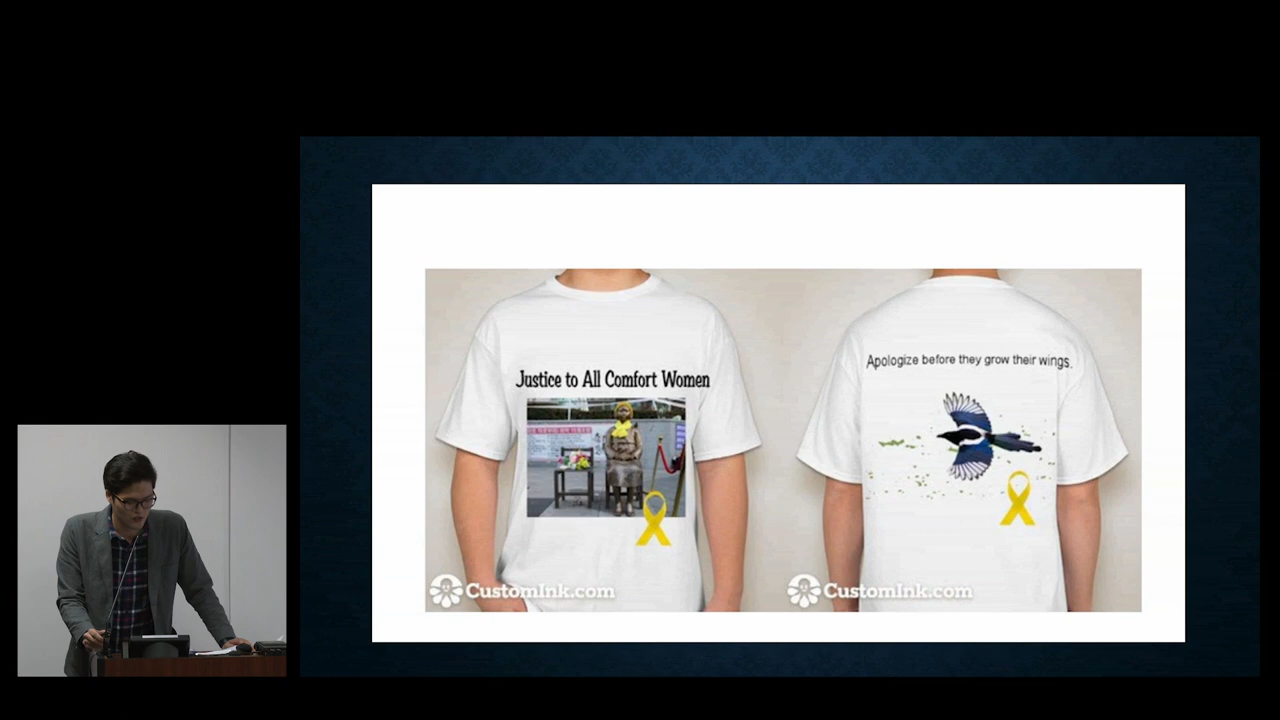 Justice to All Comfort Women
Apologize before they grow their wings.
CustomInk.com
CustomInk.com